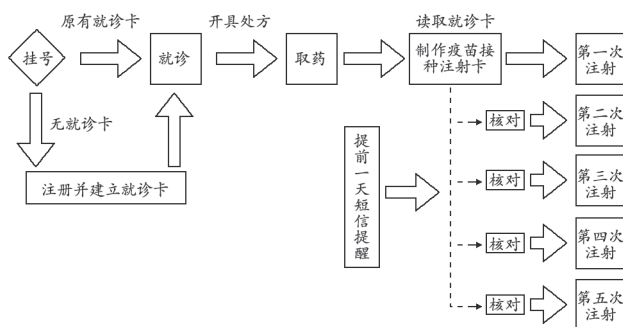 原有就诊卡
开具处方
读取就诊卡
挂号
就诊
取药
制作疫苗接
种注射卡
第一次
注射
无就诊卡
注册并建立就诊卡
提
前
一
天
短
信
提
醒
核对
第二次
注射
核对
第三次
注射
核对
第四次
注射
核对
第五次
注射